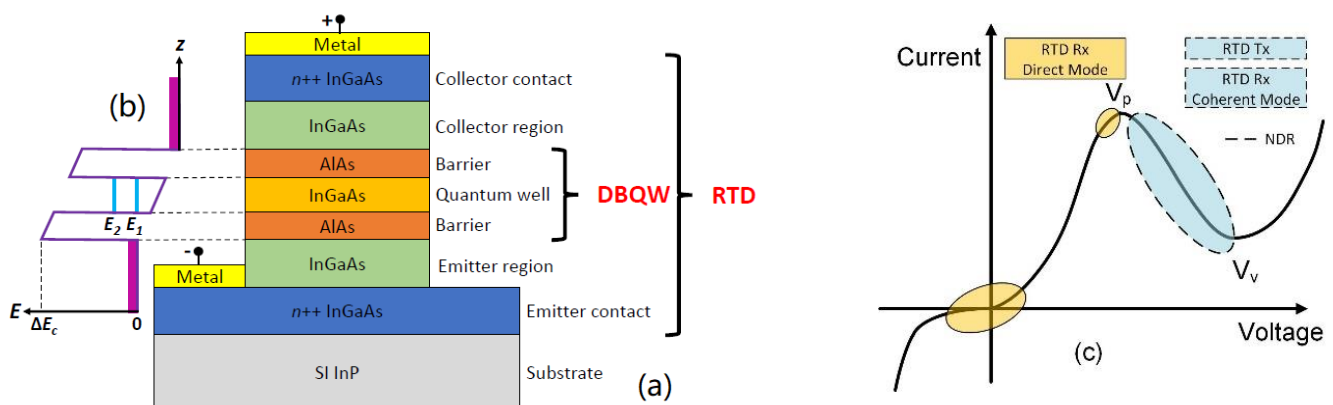 +
Metal
n++ InGaAs
Collector contact
InGaAs
Collector region
AlAs
Barrier
InGaAs
Quantum well
AlAs
Barrier
DBQW
RTD
InGaAs
Emitter region
-
Metal
n++ InGaAs
Emitter contact
SI InP
Substrate
(a)
(b)
z
E₂ E₁
E
ΔE꜀
0
Current
RTD Rx
Direct Mode
RTD Tx
RTD Rx
Coherent Mode
NDR
Vₚ
Vᵥ
Voltage
(c)